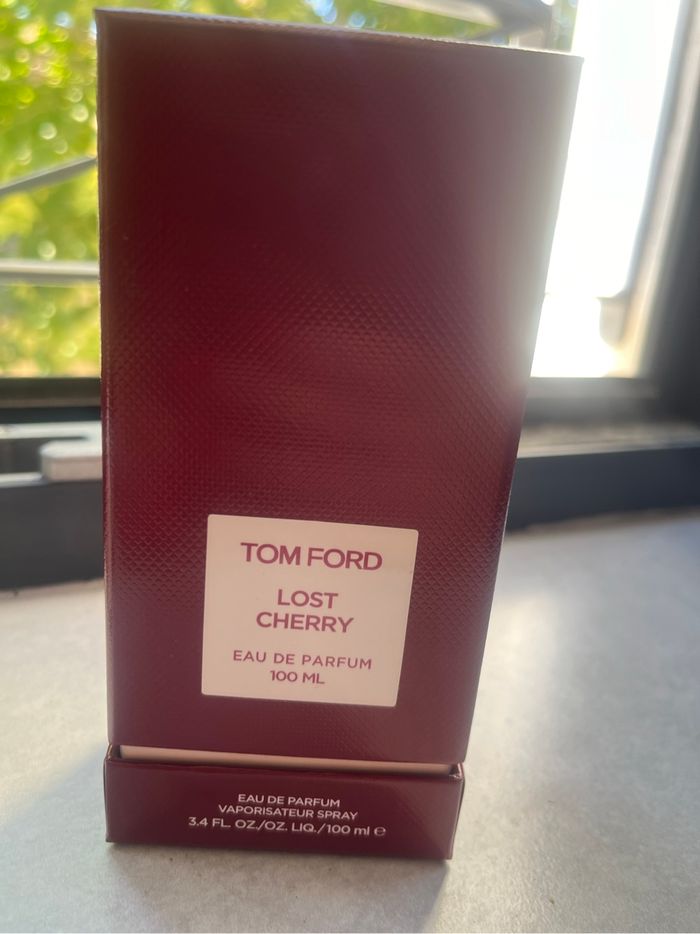 TOM FORD
LOST
CHERRY
EAU DE PARFUM
100 ML
EAU DE PARFUM
VAPORISATEUR SPRAY
3.4 FL. OZ./OZ. LIQ./100 ml ℮